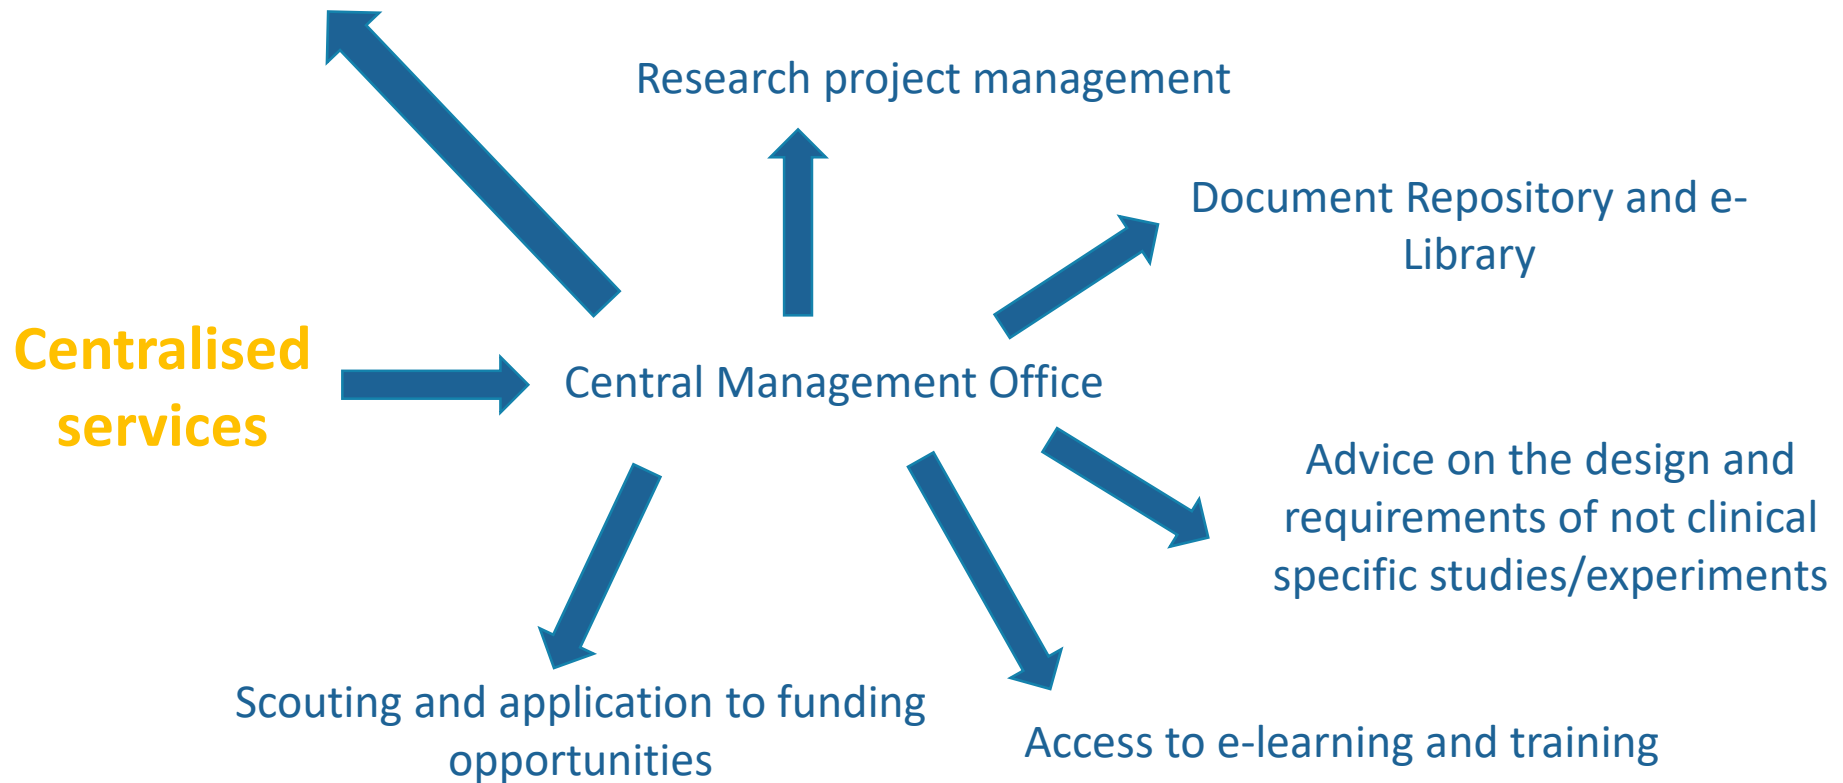 Research project management
Document Repository and e-
Library
Centralised
services
Central Management Office
Advice on the design and
requirements of not clinical
specific studies/experiments
Scouting and application to funding
opportunities
Access to e-learning and training